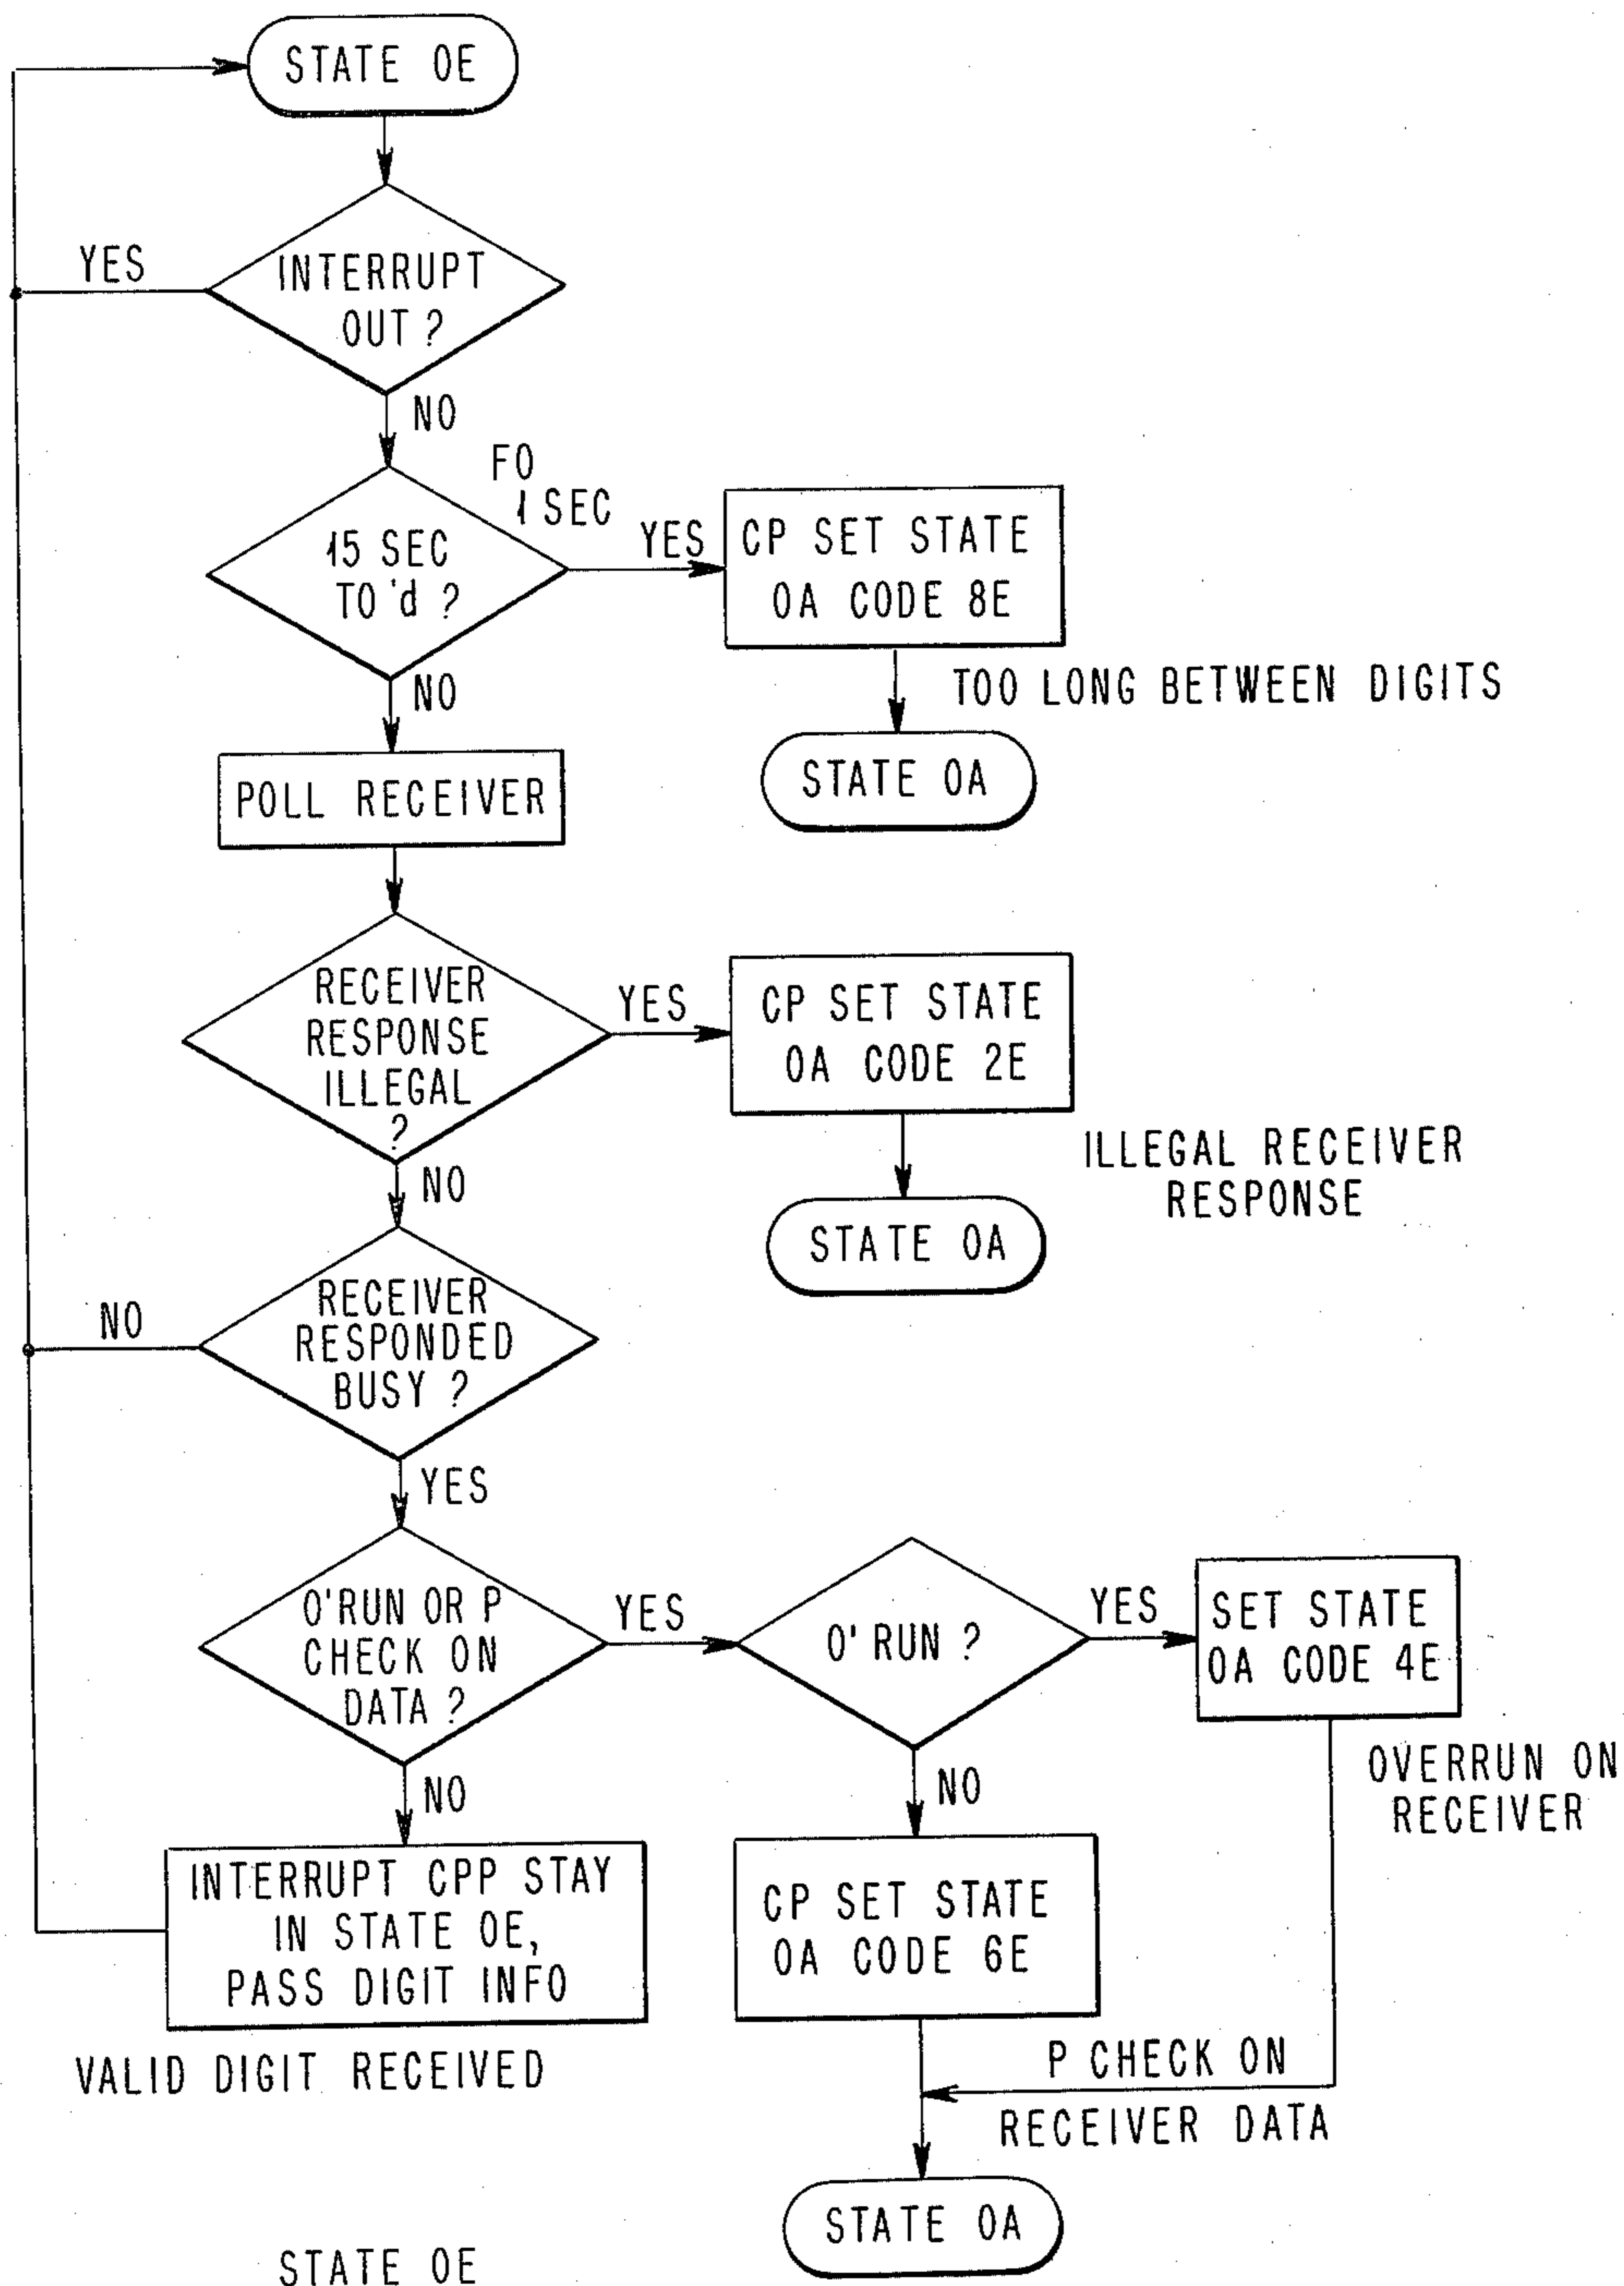 STATE 0E
YES
INTERRUPT
OUT ?
NO
F0
1 SEC
15 SEC
TO'd ?
YES
CP SET STATE
0A CODE 8E
NO
TOO LONG BETWEEN DIGITS
STATE 0A
POLL RECEIVER
RECEIVER
RESPONSE
ILLEGAL
?
YES
CP SET STATE
0A CODE 2E
NO
ILLEGAL RECEIVER
RESPONSE
STATE 0A
NO
RECEIVER
RESPONDED
BUSY ?
YES
O'RUN OR P
CHECK ON
DATA ?
YES
O'RUN ?
YES
SET STATE
0A CODE 4E
NO
NO
OVERRUN ON
RECEIVER
INTERRUPT CPP STAY
IN STATE 0E,
PASS DIGIT INFO
CP SET STATE
0A CODE 6E
VALID DIGIT RECEIVED
P CHECK ON
RECEIVER DATA
STATE 0A
STATE 0E